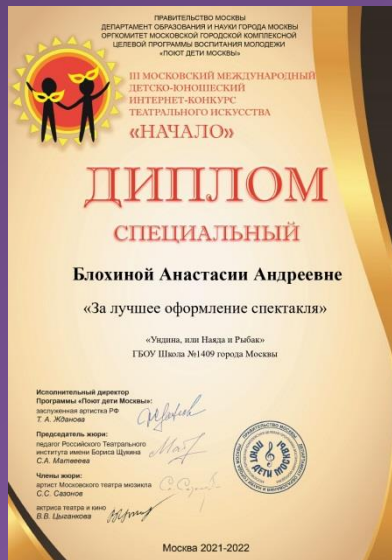 ПРАВИТЕЛЬСТВО МОСКВЫ
ДЕПАРТАМЕНТ ОБРАЗОВАНИЯ И НАУКИ ГОРОДА МОСКВЫ
ОРГКОМИТЕТ МОСКОВСКОЙ ГОРОДСКОЙ КОМПЛЕКСНОЙ
ЦЕЛЕВОЙ ПРОГРАММЫ ВОСПИТАНИЯ МОЛОДЕЖИ
«ПОЮТ ДЕТИ МОСКВЫ»
III МОСКОВСКИЙ МЕЖДУНАРОДНЫЙ
ДЕТСКО-ЮНОШЕСКИЙ
ИНТЕРНЕТ-КОНКУРС
ТЕАТРАЛЬНОГО ИСКУССТВА
«НАЧАЛО»
ДИПЛОМ
СПЕЦИАЛЬНЫЙ
Блохиной Анастасии Андреевне
«За лучшее оформление спектакля»
«Ундина, или Наяда и Рыбак»
ГБОУ Школа №1409 города Москвы
Исполнительный директор
Программы «Поют дети Москвы»:
заслуженная артистка РФ
Т. А. Жданова
Председатель жюри:
педагог Российского Театрального
института имени Бориса Щукина
С.А. Матвеева
Члены жюри:
артист Московского театра мюзикла
С.С. Сазонов
актриса театра и кино
В.В. Цыганкова
ПОЮТ ДЕТИ МОСКВЫ
Москва 2021-2022